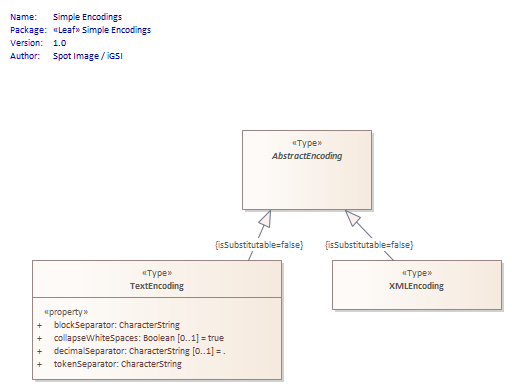 Name: Simple Encodings
Package: «Leaf» Simple Encodings
Version: 1.0
Author: Spot Image / iGSI
«Type»
AbstractEncoding
{isSubstitutable=false} {isSubstitutable=false}
«Type»
TextEncoding
«property»
+ blockSeparator: CharacterString
+ collapseWhiteSpaces: Boolean [0..1] = true
+ decimalSeparator: CharacterString [0..1] = .
+ tokenSeparator: CharacterString
«Type»
XMLEncoding